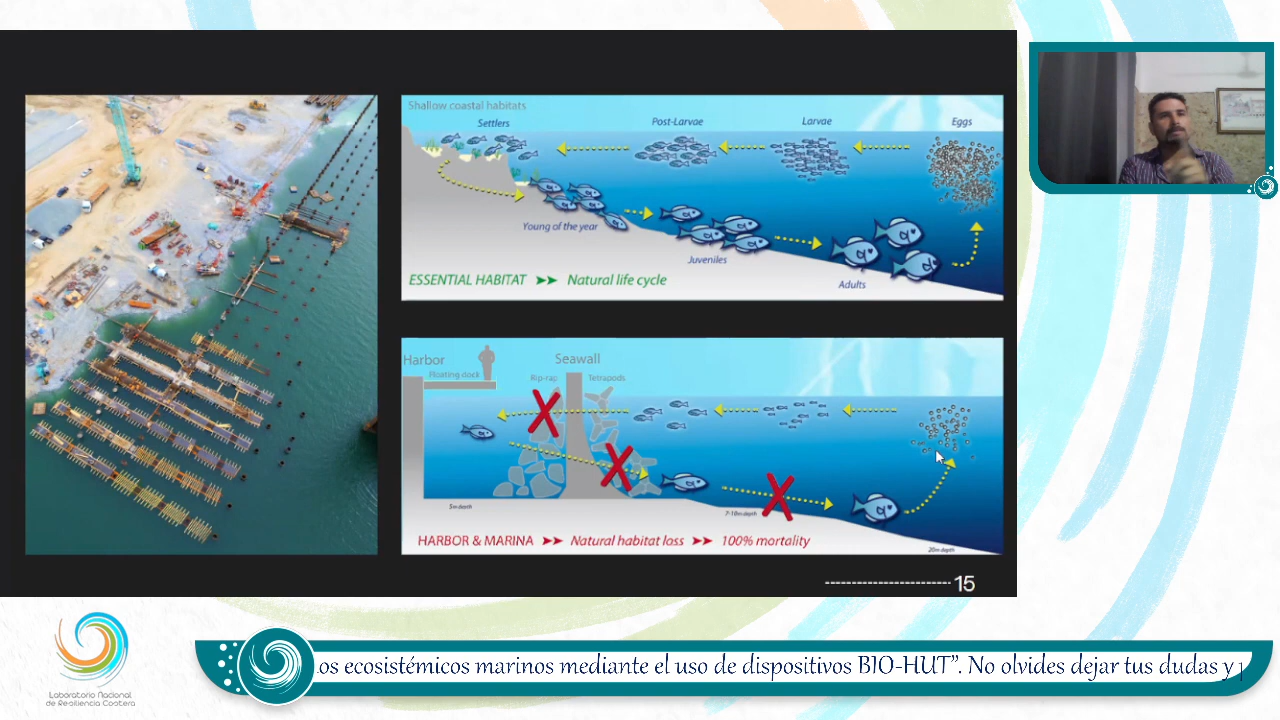 Shallow coastal habitats
Settlers
Post-Larvae
Larvae
Eggs
Young of the year
Juveniles
Adults
ESSENTIAL HABITAT
Natural life cycle
Harbor
Floating dock
Seawall
Rip-rap
Tetrapods
5m depth
7-10m depth
20m depth
HARBOR & MARINA
Natural habitat loss
100% mortality
15
Laboratorio Nacional
de Resiliencia Costera
os ecosistémicos marinos mediante el uso de dispositivos BIO-HUT”. No olvides dejar tus dudas y